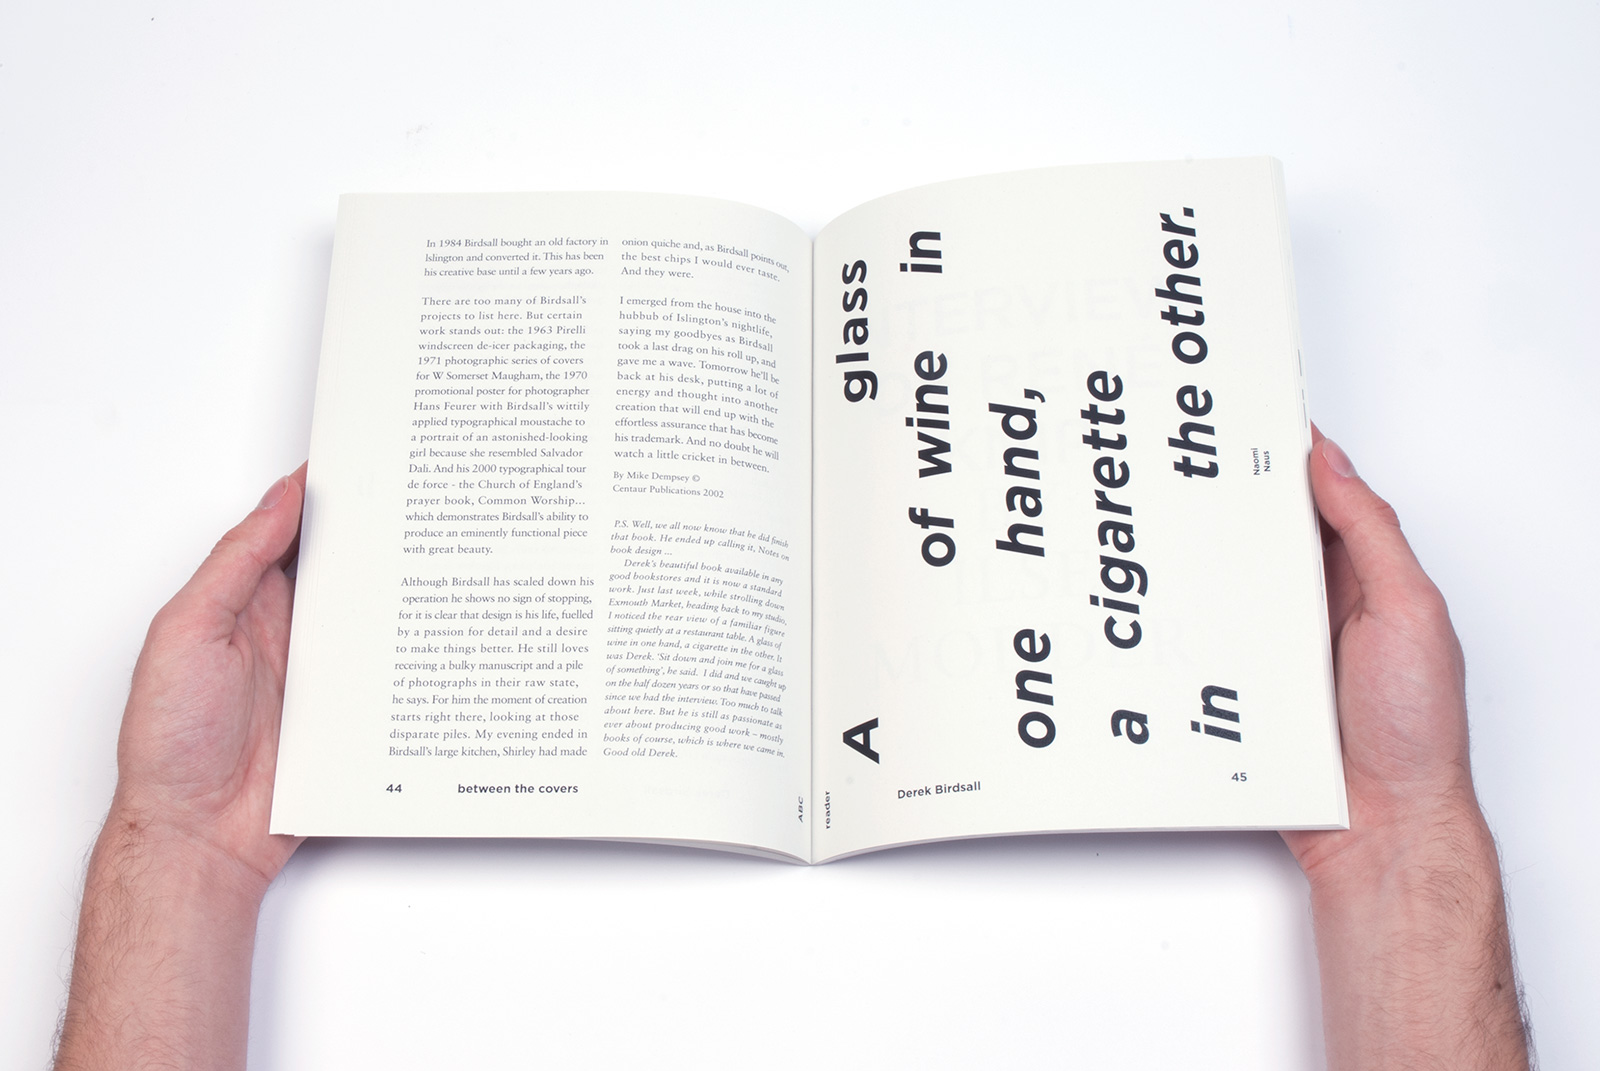 In 1984 Birdsall bought an old factory in
Islington and converted it. This has been
his creative base until a few years ago.
There are too many of Birdsall's
projects to list here. But certain
work stands out: the 1963 Pirelli
windscreen de-icer packaging, the
1971 photographic series of covers
for W Somerset Maugham, the 1970
promotional poster for photographer
Hans Feurer with Birdsall's wittily
applied typographical moustache to
a portrait of an astonished-looking
girl because she resembled Salvador
Dali. And his 2000 typographical tour
de force - the Church of England's
prayer book, Common Worship...
which demonstrates Birdsall's ability to
produce an eminently functional piece
with great beauty.
Although Birdsall has scaled down his
operation he shows no sign of stopping,
for it is clear that design is his life, fuelled
by a passion for detail and a desire
to make things better. He still loves
receiving a bulky manuscript and a pile
of photographs in their raw state,
he says. For him the moment of creation
starts right there, looking at those
disparate piles. My evening ended in
Birdsall's large kitchen, Shirley had made
onion quiche and, as Birdsall points out,
the best chips I would ever taste.
And they were.
I emerged from the house into the
hubbub of Islington's nightlife,
saying my goodbyes as Birdsall
took a last drag on his roll up, and
gave me a wave. Tomorrow he'll be
back at his desk, putting a lot of
energy and thought into another
creation that will end up with the
effortless assurance that has become
his trademark. And no doubt he will
watch a little cricket in between.
By Mike Dempsey ©
Centaur Publications 2002
P.S. Well, we all now know that he did finish
that book. He ended up calling it, Notes on
book design ...
Derek's beautiful book available in any
good bookstores and it is now a standard
work. Just last week, while strolling down
Exmouth Market, heading back to my studio,
I noticed the rear view of a familiar figure
sitting quietly at a restaurant table. A glass of
wine in one hand, a cigarette in the other. It
was Derek. 'Sit down and join me for a glass
of something', he said. I did and we caught up
on the half dozen years or so that have passed
since we had the interview. Too much to talk
about here. But he is still as passionate as
ever about producing good work – mostly
books of course, which is where we came in.
Good old Derek.
44 between the covers
ABC
reader
A glass
of wine in
one hand,
a cigarette
in the other.
Naomi
Naus
Derek Birdsall
45